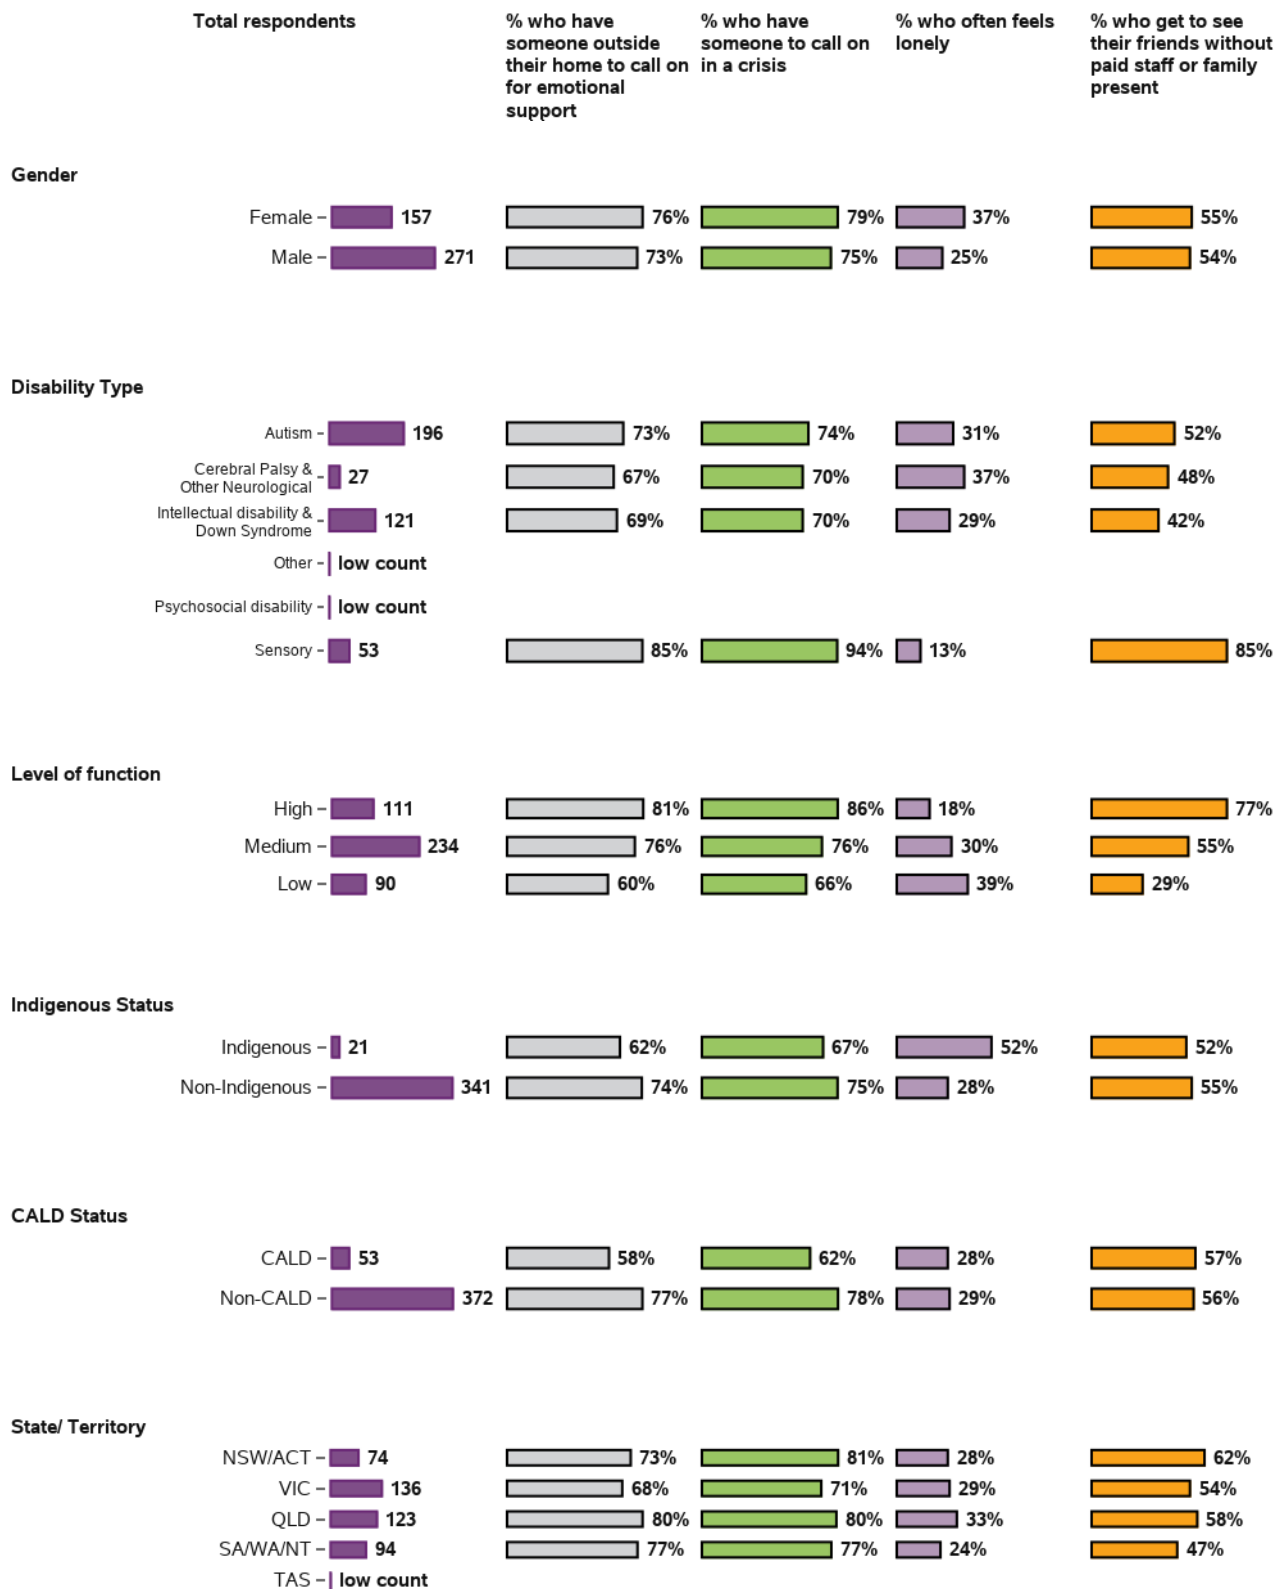 Total respondents
% who have someone outside their home to call on for emotional support
% who have someone to call on in a crisis
% who often feels lonely
% who get to see their friends without paid staff or family present
Gender
Female 157 76% 79% 37% 55%
Male 271 73% 75% 25% 54%
Disability Type
Autism 196 73% 74% 31% 52%
Cerebral Palsy & Other Neurological 27 67% 70% 37% 48%
Intellectual disability & Down Syndrome 121 69% 70% 29% 42%
Other low count
Psychosocial disability low count
Sensory 53 85% 94% 13% 85%
Level of function
High 111 81% 86% 18% 77%
Medium 234 76% 76% 30% 55%
Low 90 60% 66% 39% 29%
Indigenous Status
Indigenous 21 62% 67% 52% 52%
Non-Indigenous 341 74% 75% 28% 55%
CALD Status
CALD 53 58% 62% 28% 57%
Non-CALD 372 77% 78% 29% 56%
State/ Territory
NSW/ACT 74 73% 81% 28% 62%
VIC 136 68% 71% 29% 54%
QLD 123 80% 80% 33% 58%
SA/WA/NT 94 77% 77% 24% 47%
TAS low count